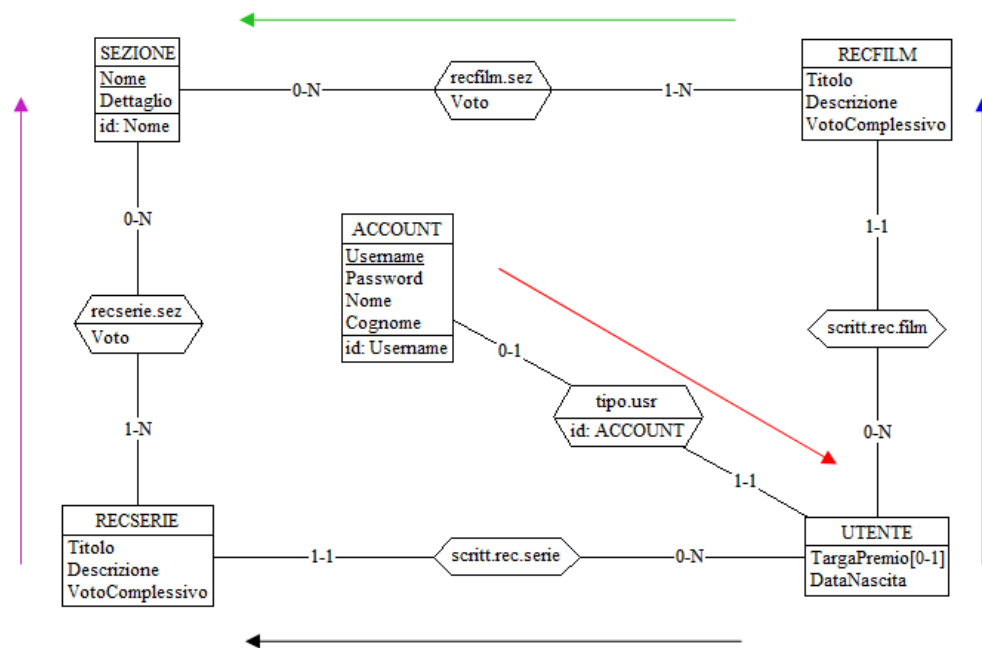 SEZIONE
Nome
Dettaglio
id: Nome
0-N
recfilm.sez
Voto
1-N
RECFILM
Titolo
Descrizione
VotoComplessivo
0-N
1-1
ACCOUNT
Username
Password
Nome
Cognome
id: Username
recserie.sez
Voto
scritt.rec.film
0-1
tipo.usr
id: ACCOUNT
1-N
0-N
1-1
RECSERIE
Titolo
Descrizione
VotoComplessivo
1-1
scritt.rec.serie
0-N
UTENTE
TargaPremio[0-1]
DataNascita